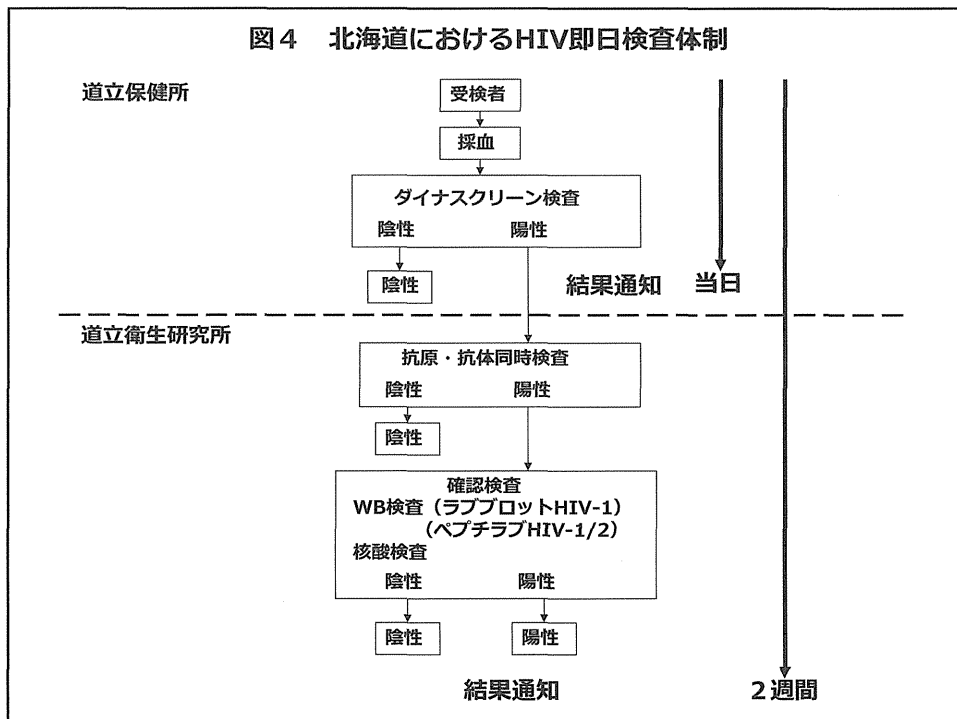 図4 北海道におけるHIV即日検査体制
道立保健所
受検者
採血
ダイナスクリーン検査
陰性 陽性
陰性
結果通知 当日
道立衛生研究所
抗原・抗体同時検査
陰性 陽性
陰性
確認検査
WB検査(ラブブロットHIV-1)
(ペプチラブHIV-1/2)
核酸検査
陰性 陽性
陰性 陽性
結果通知 2週間